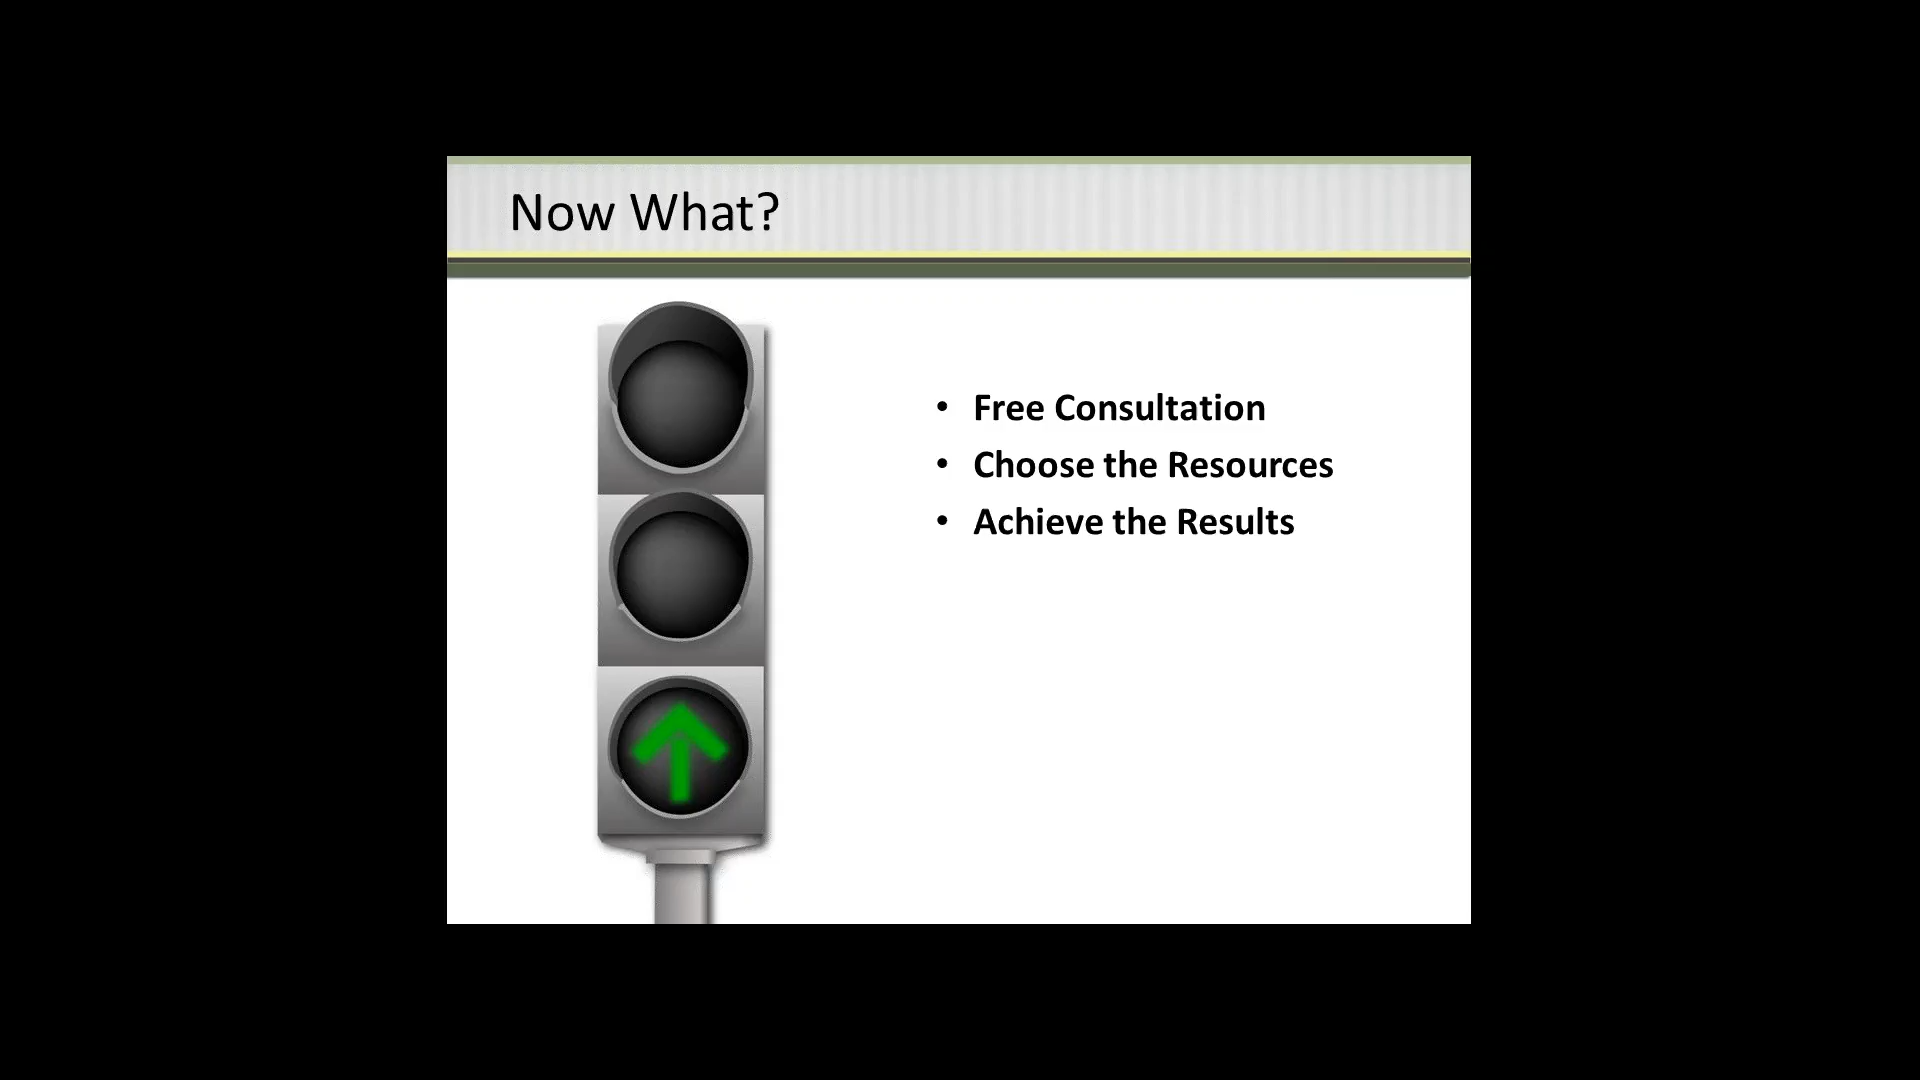 Now What?
• Free Consultation
• Choose the Resources
• Achieve the Results